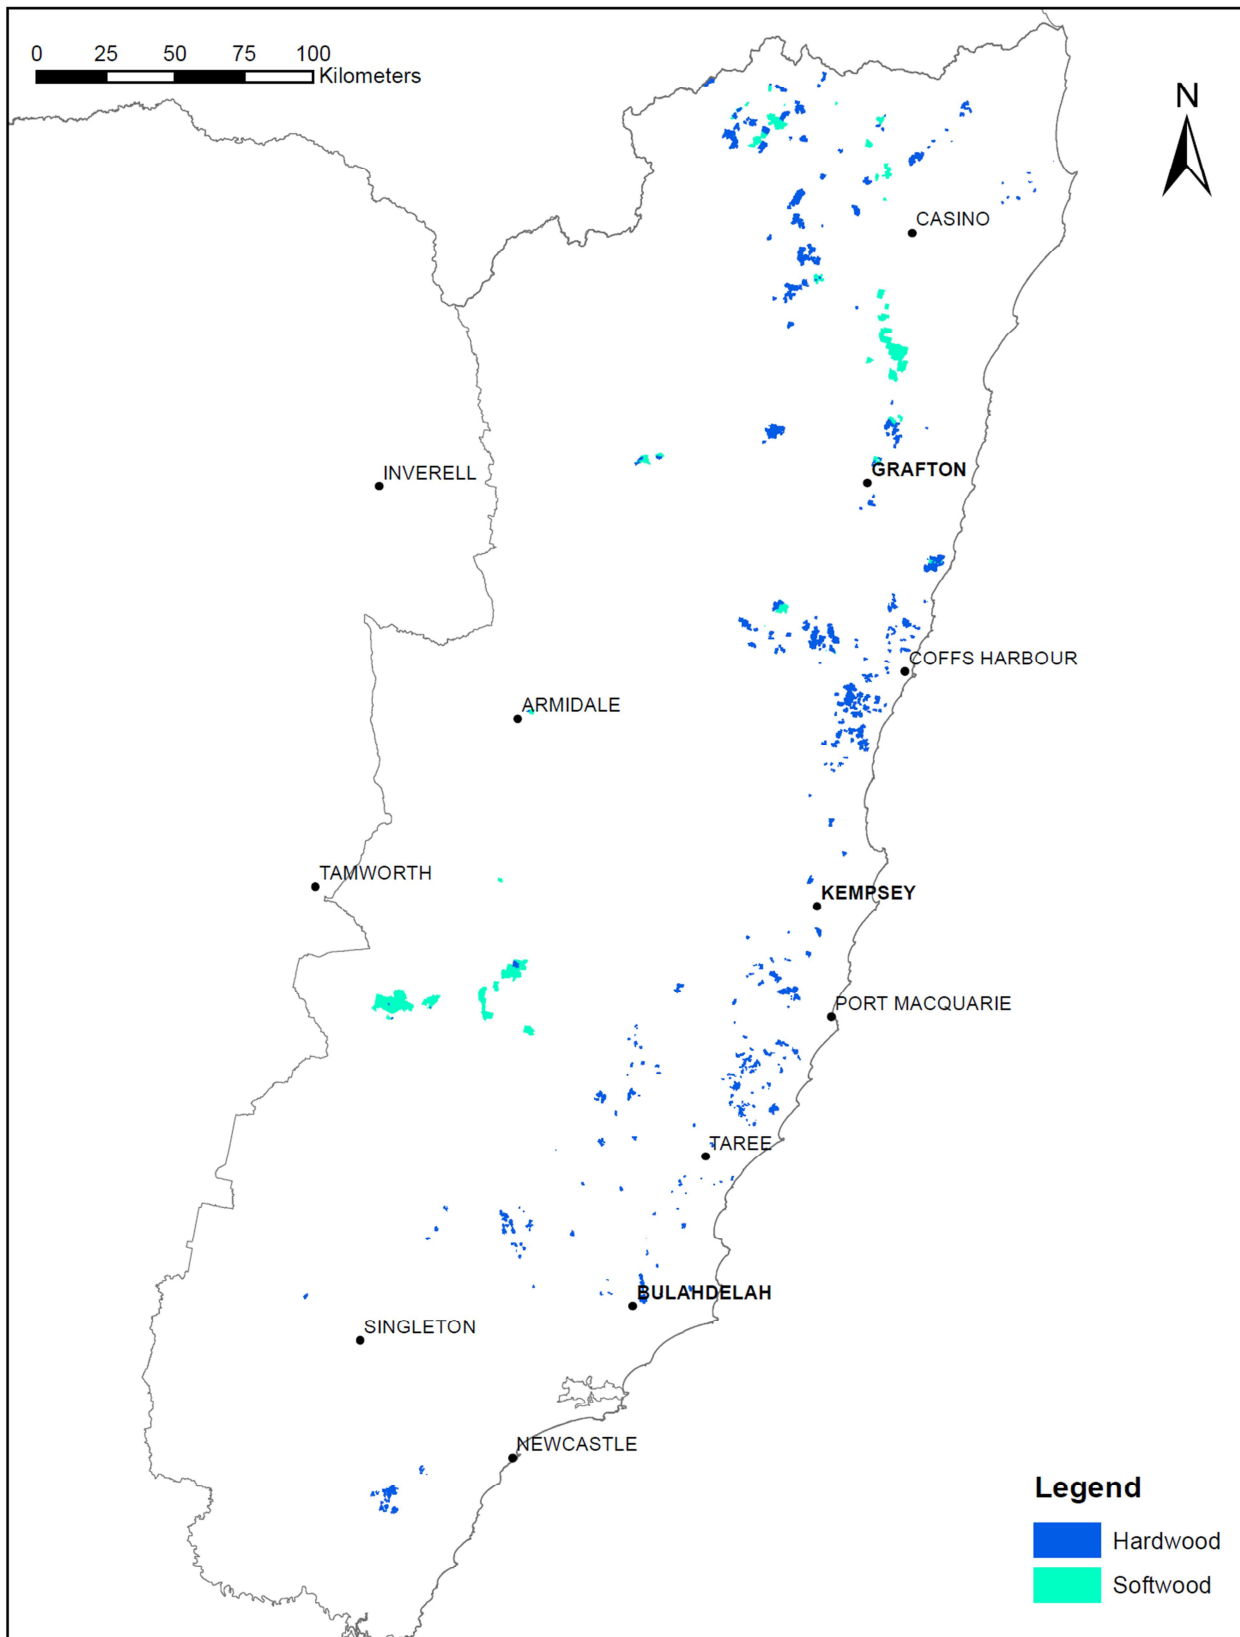 0 25 50 75 100
Kilometers
N
CASINO
INVERELL
GRAFTON
COFFS HARBOUR
ARMIDALE
TAMWORTH
KEMPSEY
PORT MACQUARIE
TAREE
BULAHDELAH
SINGLETON
NEWCASTLE
Legend
Hardwood
Softwood